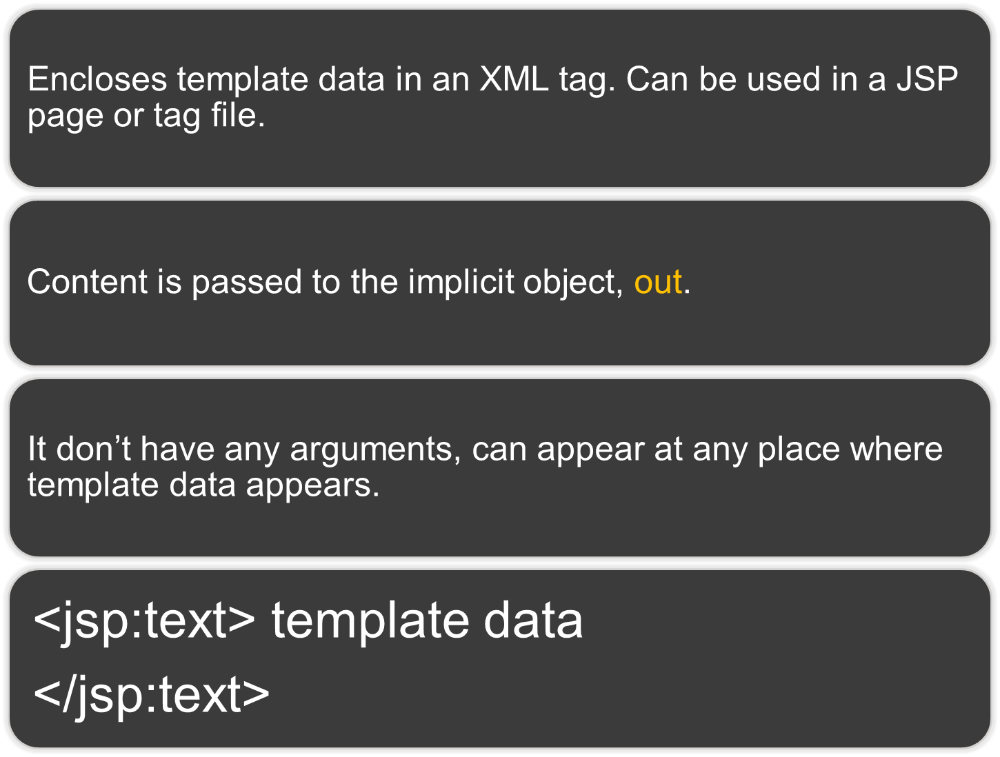 Encloses template data in an XML tag. Can be used in a JSP
page or tag file.
Content is passed to the implicit object, out.
It don’t have any arguments, can appear at any place where
template data appears.
<jsp:text> template data
</jsp:text>